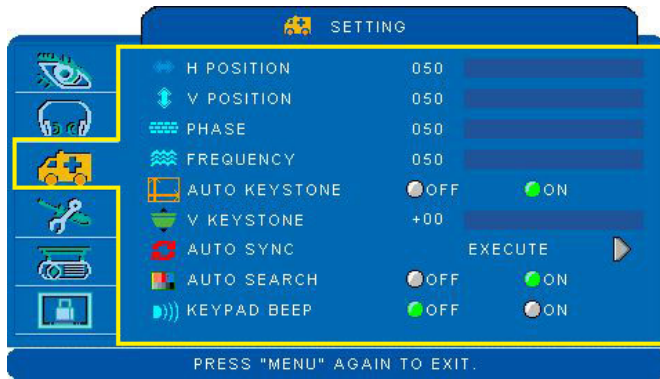 SETTING
H POSITION 050
V POSITION 050
PHASE 050
FREQUENCY 050
AUTO KEYSTONE OFF ON
V KEYSTONE +00
AUTO SYNC EXECUTE
AUTO SEARCH OFF ON
KEYPAD BEEP OFF ON
PRESS "MENU" AGAIN TO EXIT.